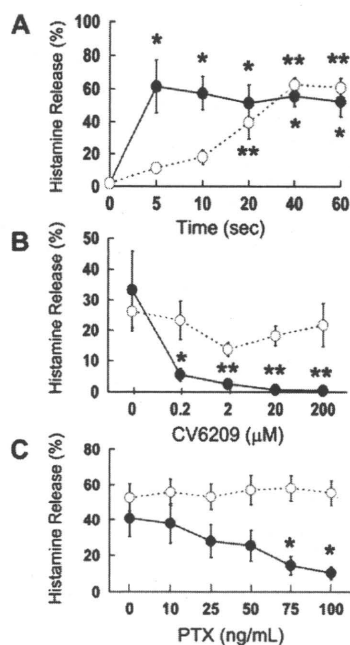 A
Histamine Release (%)
100
80
60
40
20
0
* * * ** **
** * *
0 5 10 20 40 60
Time (sec)
B
Histamine Release (%)
50
40
30
20
10
0
* ** ** **
0 0.2 2 20 200
CV6209 (µM)
C
Histamine Release (%)
80
60
40
20
0
* *
0 10 25 50 75 100
PTX (ng/mL)